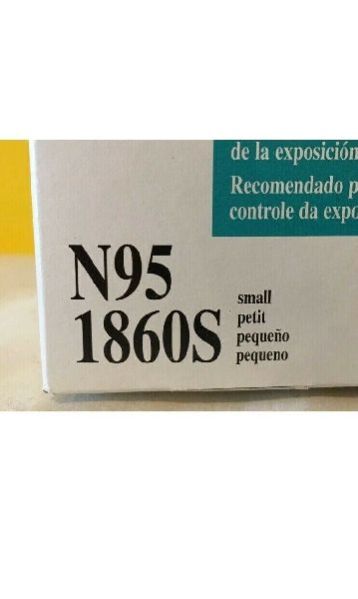 de la exposición
Recomendado p
controle da expo
N95
1860S
small
petit
pequeño
pequeno